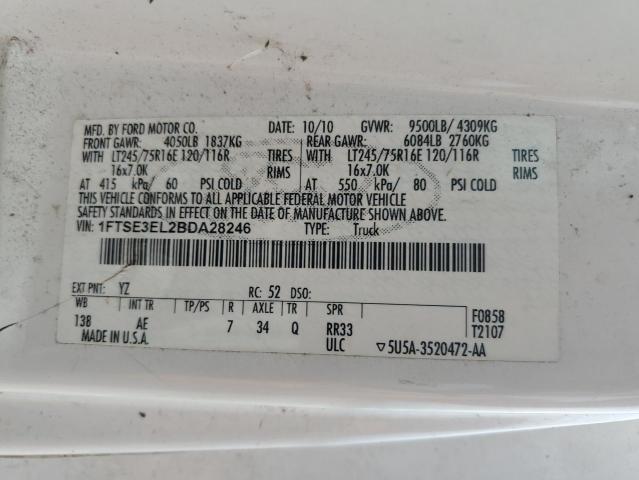 MFD. BY FORD MOTOR CO. DATE: 10/10 GVWR: 9500LB/ 4309KG
FRONT GAWR: 4050LB 1837KG REAR GAWR: 6084LB 2760KG
WITH LT245/75R16E 120/116R TIRES WITH LT245/75R16E 120/116R TIRES
16x7.0K RIMS 16x7.0K RIMS
AT 415 kPa/ 60 PSI COLD AT 550 kPa/ 80 PSI COLD
THIS VEHICLE CONFORMS TO ALL APPLICABLE FEDERAL MOTOR VEHICLE
SAFETY STANDARDS IN EFFECT ON THE DATE OF MANUFACTURE SHOWN ABOVE.
VIN: 1FTSE3EL2BDA28246 TYPE: Truck
EXT PNT: YZ RC: 52 DSO:
WB INT TR TP/PS R AXLE TR SPR F0858
138 AE 7 34 Q RR33 T2107
MADE IN U.S.A. ULC ▽5U5A-3520472-AA